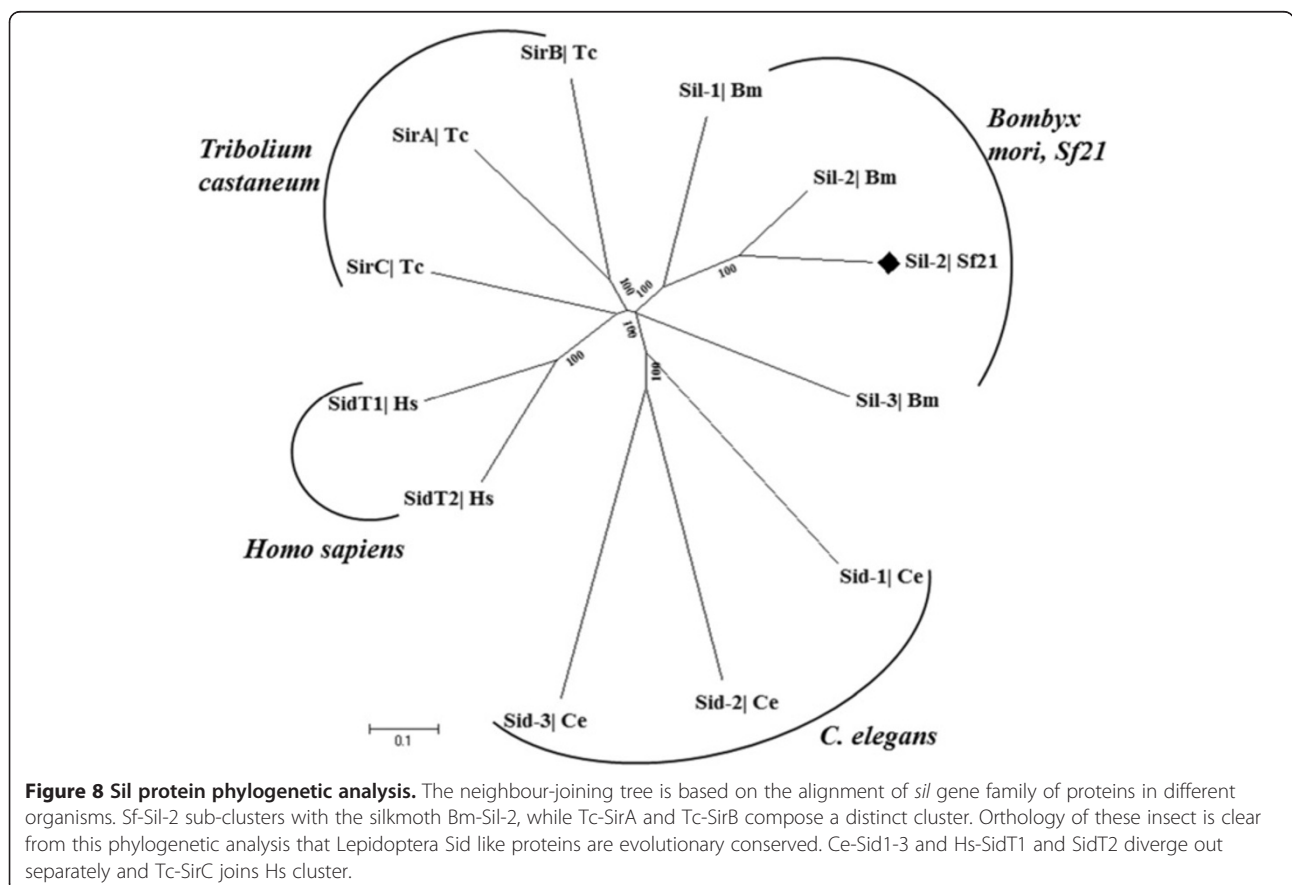 SirB| Tc
Sil-1| Bm
Bombyx
mori, Sf21
SirA| Tc
Tribolium
castaneum
Sil-2| Bm
SirC| Tc
Sil-2| Sf21
100
100
100
100
100
100
SidT1| Hs
Sil-3| Bm
SidT2| Hs
Homo sapiens
Sid-1| Ce
Sid-2| Ce
Sid-3| Ce
C. elegans
0.1
Figure 8 Sil protein phylogenetic analysis. The neighbour-joining tree is based on the alignment of sil gene family of proteins in different
organisms. Sf-Sil-2 sub-clusters with the silkmoth Bm-Sil-2, while Tc-SirA and Tc-SirB compose a distinct cluster. Orthology of these insect is clear
from this phylogenetic analysis that Lepidoptera Sid like proteins are evolutionary conserved. Ce-Sid1-3 and Hs-SidT1 and SidT2 diverge out
separately and Tc-SirC joins Hs cluster.